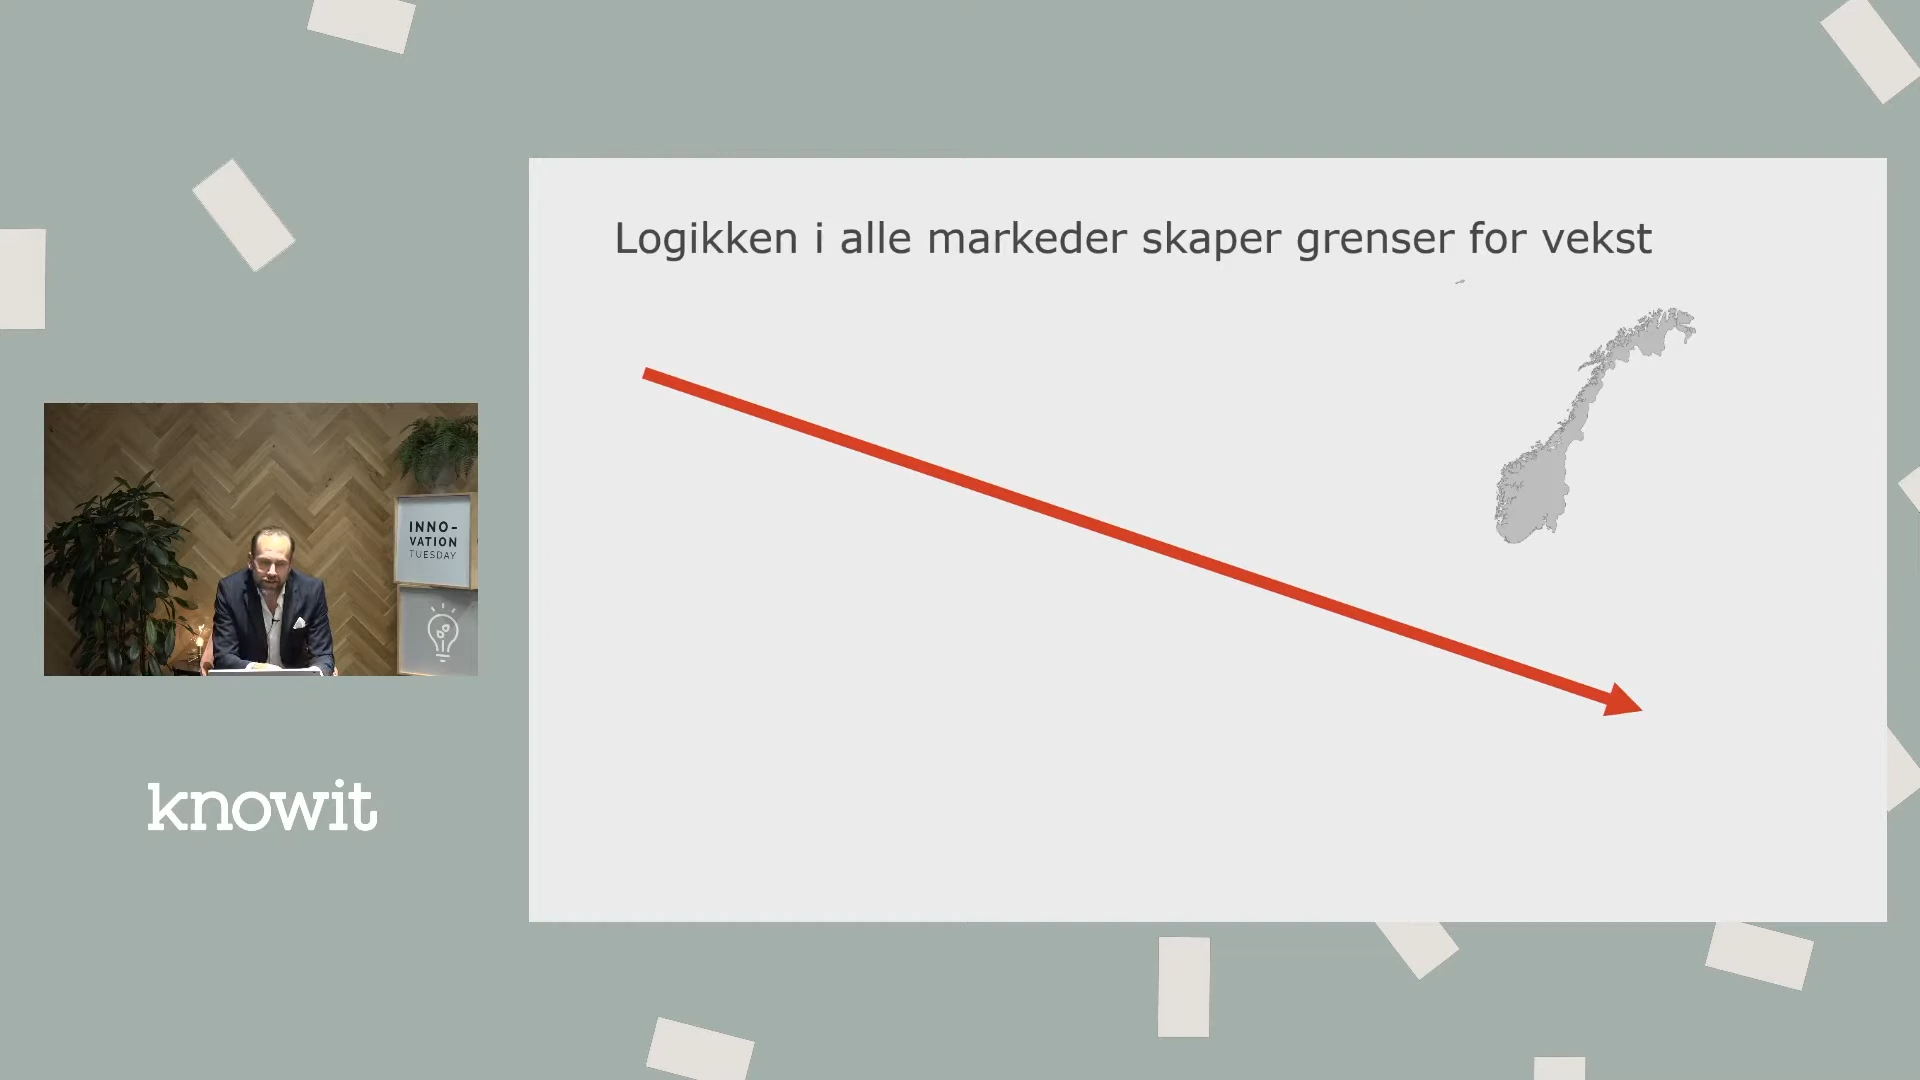 Logikken i alle markeder skaper grenser for vekst
INNO-
VATION
TUESDAY
knowit